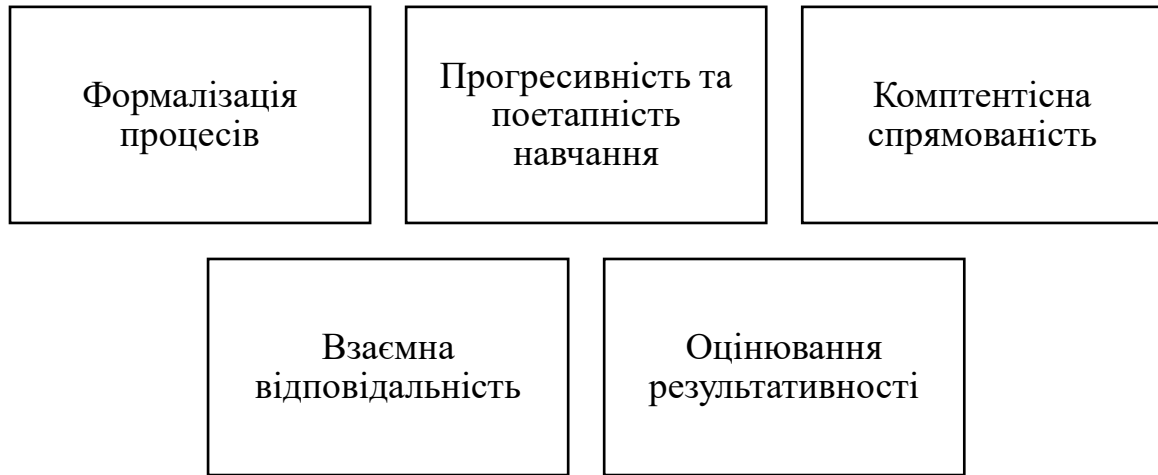 Формалізація
процесів
Прогресивність та
поетапність
навчання
Комптентісна
спрямованість
Взаємна
відповідальність
Оцінювання
результативності